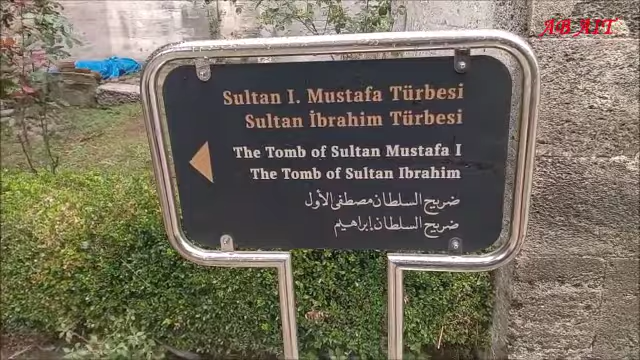 ABAIT
Sultan I. Mustafa Türbesi
Sultan İbrahim Türbesi
The Tomb of Sultan Mustafa I
The Tomb of Sultan Ibrahim
ضريح السلطان مصطفى الأول
ضريح السلطان إبراهيم